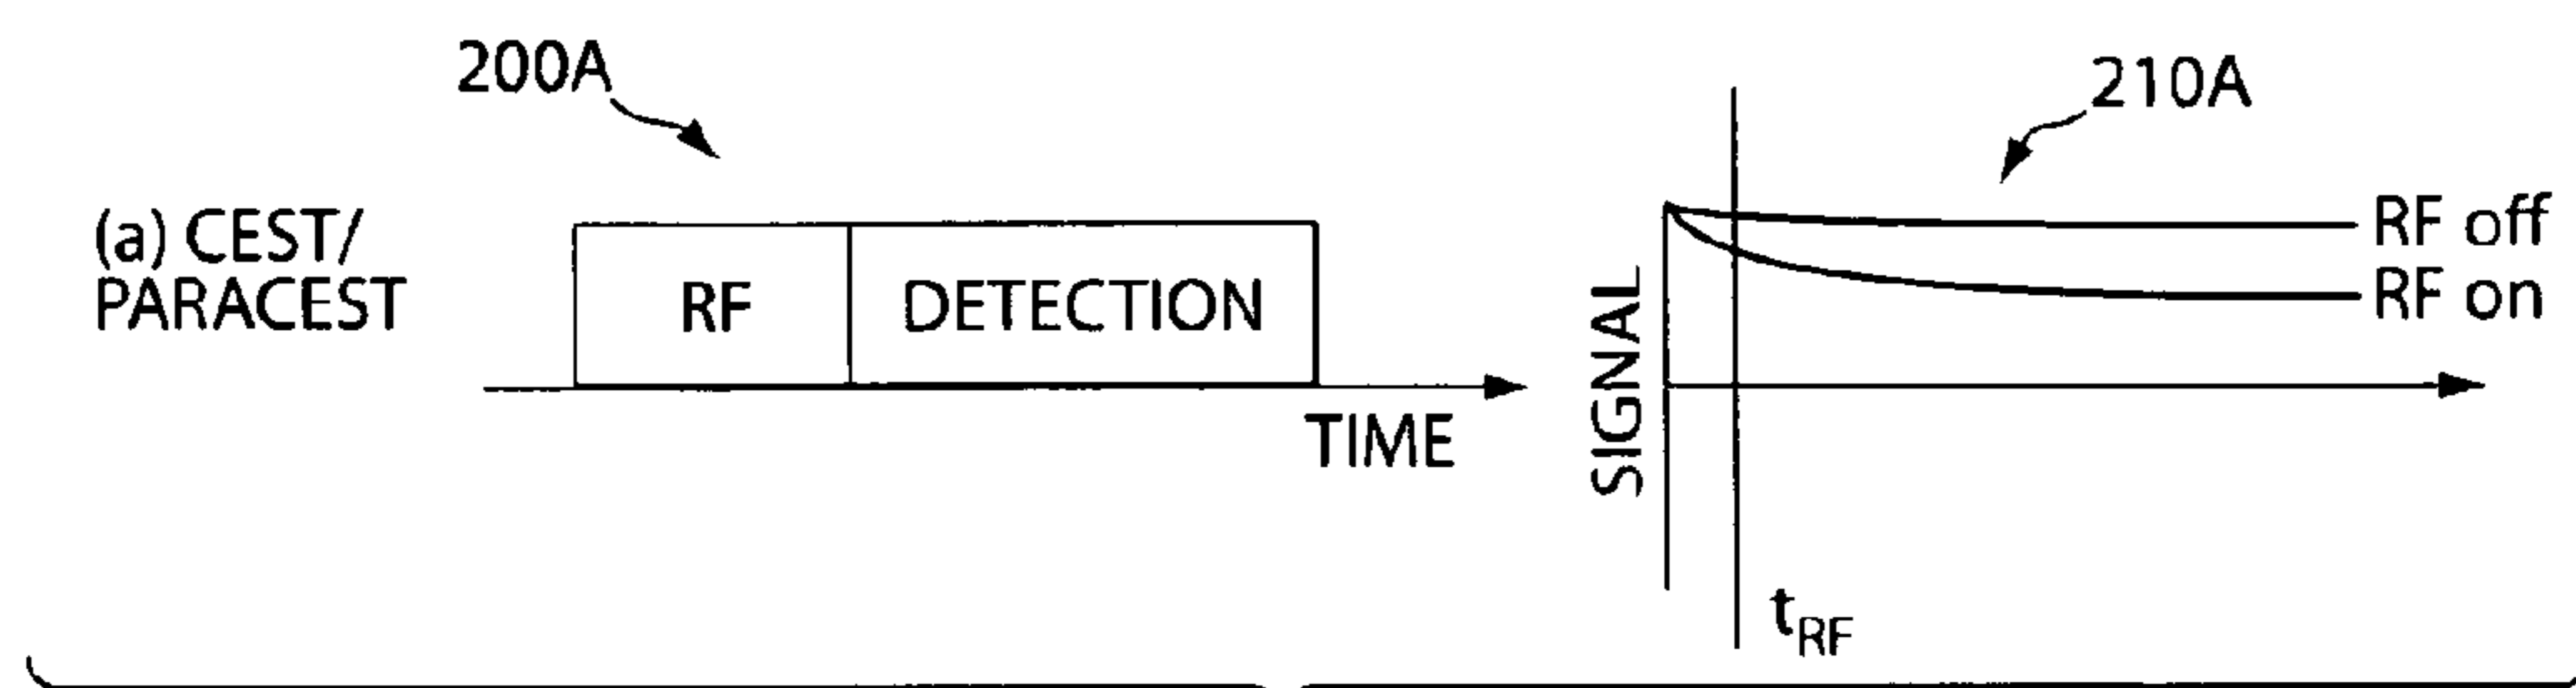 200A
(a) CEST/
PARACEST
RF
DETECTION
TIME
210A
SIGNAL
RF off
RF on
tRF